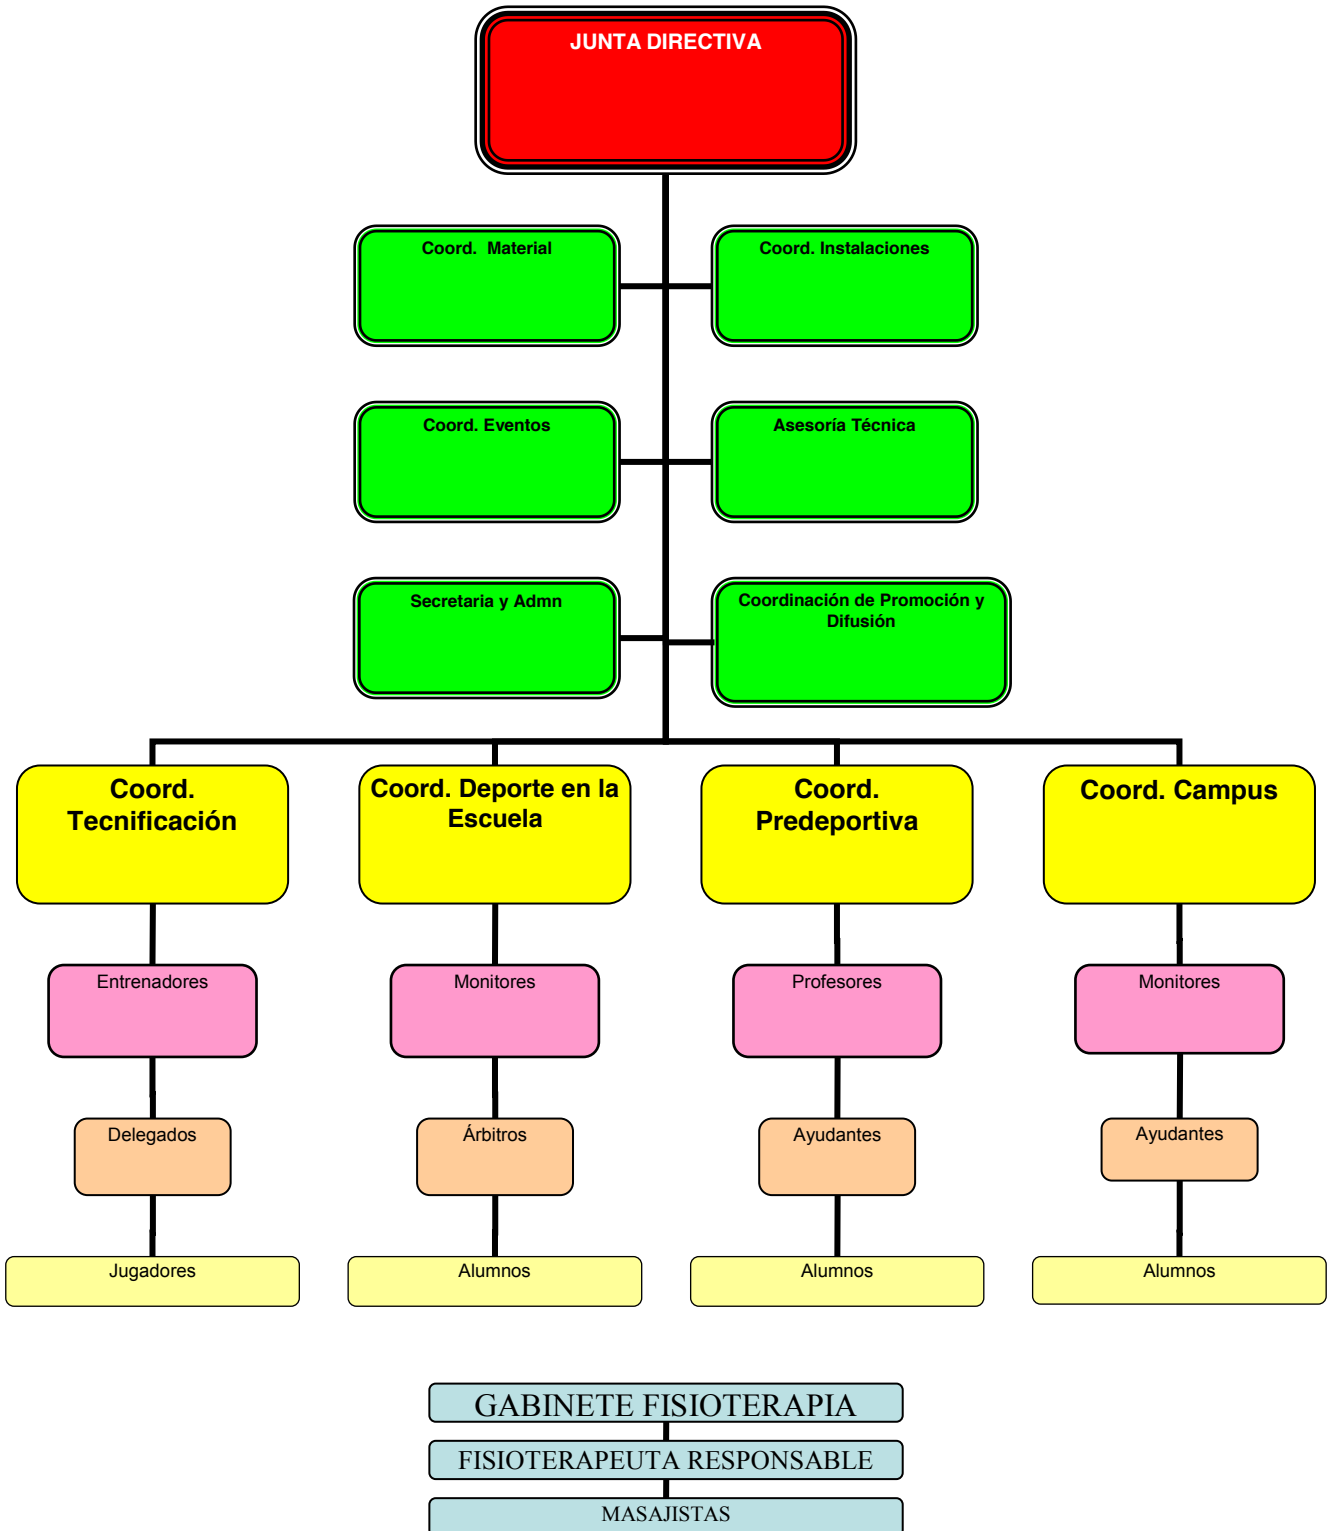 JUNTA DIRECTIVA
Coord. Material
Coord. Instalaciones
Coord. Eventos
Asesoría Técnica
Secretaria y Admn
Coordinación de Promoción y
Difusión
Coord.
Tecnificación
Coord. Deporte en la
Escuela
Coord.
Predeportiva
Coord. Campus
Entrenadores
Monitores
Profesores
Monitores
Delegados
Árbitros
Ayudantes
Ayudantes
Jugadores
Alumnos
Alumnos
Alumnos
GABINETE FISIOTERAPIA
FISIOTERAPEUTA RESPONSABLE
MASAJISTAS